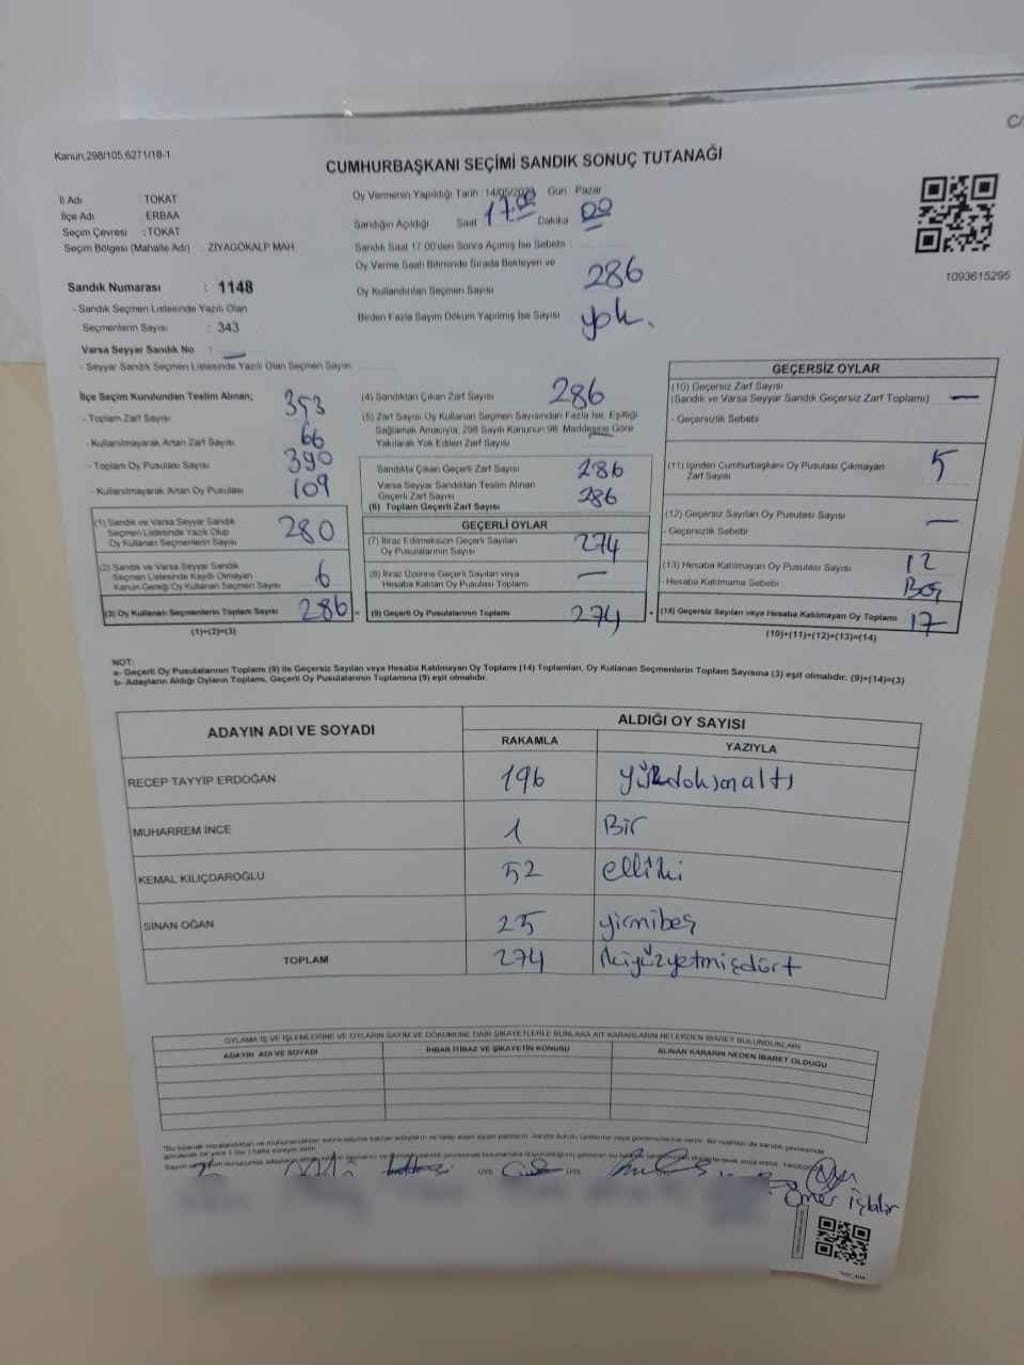 Kanun,298/105,6271/18-1
C/
CUMHURBAŞKANI SEÇİMİ SANDIK SONUÇ TUTANAĞI
İl Adı : TOKAT
İlçe Adı : ERBAA
Seçim Çevresi : TOKAT
Seçim Bölgesi (Mahalle Adı) : ZİYAGÖKALP MAH.
Sandık Numarası : 1148
- Sandık Seçmen Listesinde Yazılı Olan
Seçmenlerin Sayısı : 343
Varsa Seyyar Sandık No : —
- Seyyar Sandık Seçmen Listesinde Yazılı Olan Seçmen Sayısı
Oy Vermenin Yapıldığı Tarih : 14/05/2023 Gün : Pazar
Sandığın Açıldığı Saat 17:00 Dakika 00
Sandık Saat 17.00'den Sonra Açılmış İse Sebebi :
Oy Verme Saati Bitiminde Sırada Bekleyen ve
Oy Kullandırılan Seçmen Sayısı 286
Birden Fazla Sayım Döküm Yapılmış İse Sayısı yok.
1093615295
İlçe Seçim Kurulundan Teslim Alınan;
- Toplam Zarf Sayısı 353
- Kullanılmayarak Artan Zarf Sayısı 66
- Toplam Oy Pusulası Sayısı 390
- Kullanılmayarak Artan Oy Pusulası 109
(1) Sandık ve Varsa Seyyar Sandık
Seçmen Listesinde Yazılı Olup
Oy Kullanan Seçmenlerin Sayısı 280
(2) Sandık ve Varsa Seyyar Sandık
Seçmen Listesinde Kaydı Olmayan
Kanun Gereği Oy Kullanan Seçmen Sayısı 6
(3) Oy Kullanan Seçmenlerin Toplam Sayısı 286 =
(1)+(2)=(3)
(4) Sandıktan Çıkan Zarf Sayısı 286
(5) Zarf Sayısı Oy Kullanan Seçmen Sayısından Fazla İse, Eşitliği
Sağlamak Amacıyla, 298 Sayılı Kanunun 98. Maddesine Göre
Yakılarak Yok Edilen Zarf Sayısı —
Sandıkta Çıkan Geçerli Zarf Sayısı 286
Varsa Seyyar Sandıktan Teslim Alınan
Geçerli Zarf Sayısı
(6) Toplam Geçerli Zarf Sayısı 286
GEÇERLİ OYLAR
(7) İtiraz Edilmeksizin Geçerli Sayılan
Oy Pusulalarının Sayısı 274
(8) İtiraz Üzerine Geçerli Sayılan veya
Hesaba Katılan Oy Pusulası Toplamı —
(9) Geçerli Oy Pusulalarının Toplamı 274 +
GEÇERSİZ OYLAR
(10) Geçersiz Zarf Sayısı
(Sandık ve Varsa Seyyar Sandık Geçersiz Zarf Toplamı) —
- Geçersizlik Sebebi
(11) İçinden Cumhurbaşkanı Oy Pusulası Çıkmayan
Zarf Sayısı 5
(12) Geçersiz Sayılan Oy Pusulası Sayısı —
- Geçersizlik Sebebi
(13) Hesaba Katılmayan Oy Pusulası Sayısı 12
Hesaba Katılmama Sebebi Boş
(14) Geçersiz Sayılan veya Hesaba Katılmayan Oy Toplamı 17
(10)+(11)+(12)+(13)=(14)
NOT:
a- Geçerli Oy Pusulalarının Toplamı (9) ile Geçersiz Sayılan veya Hesaba Katılmayan Oy Toplamı (14) Toplamları, Oy Kullanan Seçmenlerin Toplam Sayısına (3) eşit olmalıdır. (9)+(14)=(3)
b- Adayların Aldığı Oyların Toplamı, Geçerli Oy Pusulalarının Toplamına (9) eşit olmalıdır.
ADAYIN ADI VE SOYADI
ALDIĞI OY SAYISI
RAKAMLA YAZIYLA
RECEP TAYYİP ERDOĞAN 196 yüzdoksanaltı
MUHARREM İNCE 1 Bir
KEMAL KILIÇDAROĞLU 52 elliiki
SİNAN OĞAN 25 yirmibeş
TOPLAM 274 ikiyüzyetmişdört
OYLAMA İŞ VE İŞLEMLERİNE VE OYLARIN SAYIM VE DÖKÜMÜNE DAİR ŞİKAYETLERLE BUNLARA AİT KARARLARIN NELERDEN İBARET BULUNDUKLARI
ADAYIN ADI VE SOYADI
İHBAR İTİRAZ VE ŞİKAYETİN KONUSU
ALINAN KARARIN NEDEN İBARET OLDUĞU
ÜYE ÜYE
Ömer